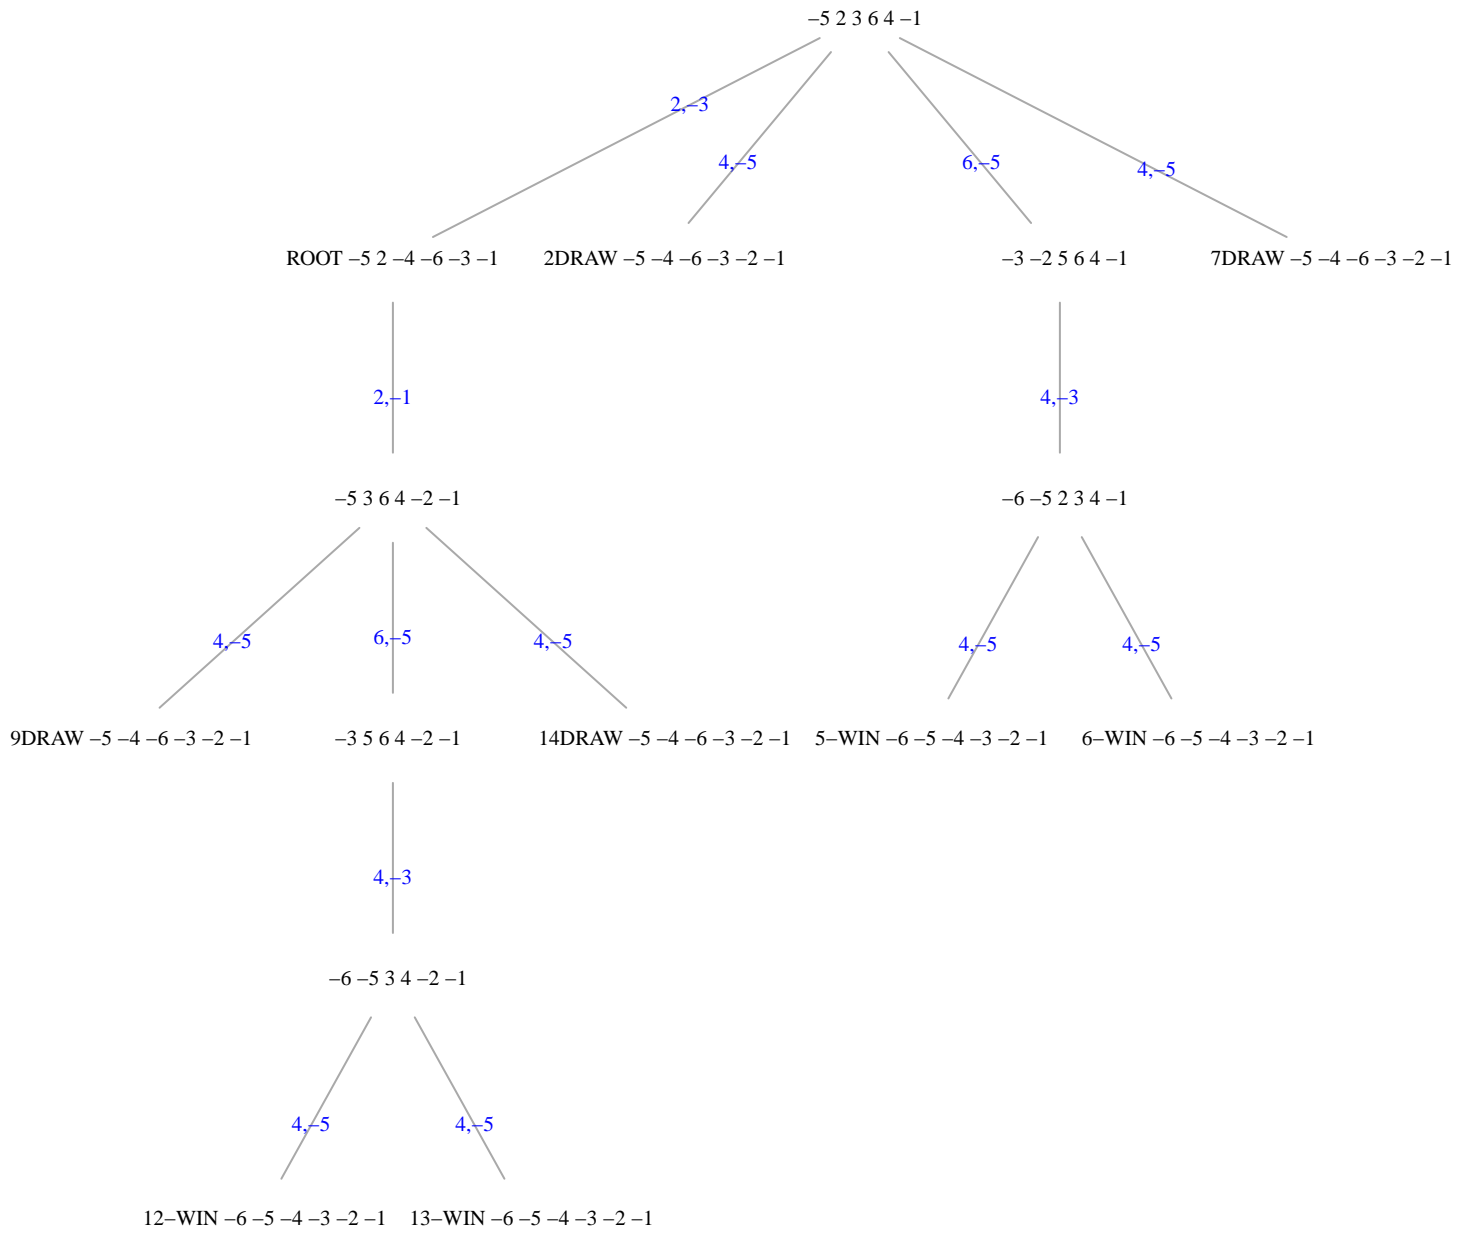 −5 2 3 6 4 −1
2,−3
4,−5
6,−5
4,−5
ROOT −5 2 −4 −6 −3 −1
2DRAW −5 −4 −6 −3 −2 −1
−3 −2 5 6 4 −1
7DRAW −5 −4 −6 −3 −2 −1
2,−1
4,−3
−5 3 6 4 −2 −1
−6 −5 2 3 4 −1
4,−5
6,−5
4,−5
4,−5
4,−5
9DRAW −5 −4 −6 −3 −2 −1
−3 5 6 4 −2 −1
14DRAW −5 −4 −6 −3 −2 −1
5−WIN −6 −5 −4 −3 −2 −1
6−WIN −6 −5 −4 −3 −2 −1
4,−3
−6 −5 3 4 −2 −1
4,−5
4,−5
12−WIN −6 −5 −4 −3 −2 −1
13−WIN −6 −5 −4 −3 −2 −1